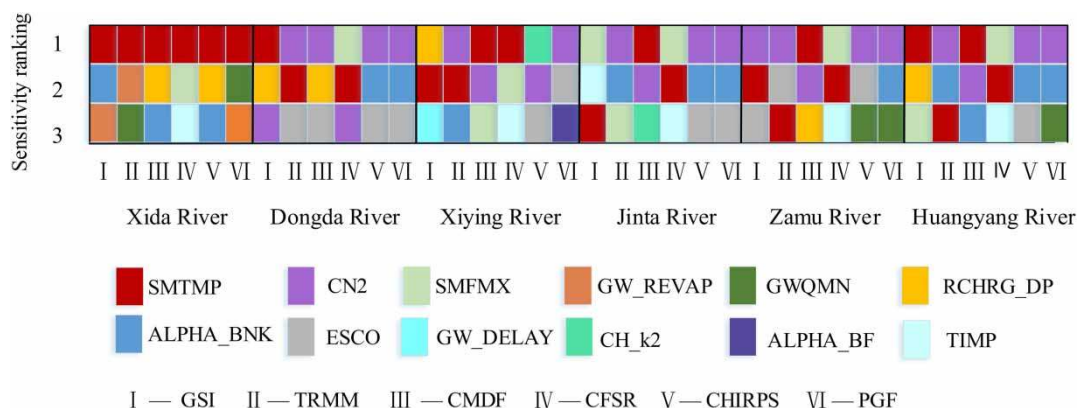 Sensitivity ranking
1
2
3
Ⅰ Ⅱ Ⅲ Ⅳ Ⅴ Ⅵ Ⅰ Ⅱ Ⅲ Ⅳ Ⅴ Ⅵ Ⅰ Ⅱ Ⅲ Ⅳ Ⅴ Ⅵ Ⅰ Ⅱ Ⅲ Ⅳ Ⅴ Ⅵ Ⅰ Ⅱ Ⅲ Ⅳ Ⅴ Ⅵ Ⅰ Ⅱ Ⅲ Ⅳ Ⅴ Ⅵ
Xida River Dongda River Xiying River Jinta River Zamu River Huangyang River
SMTMP CN2 SMFMX GW_REVAP GWQMN RCHRG_DP
ALPHA_BNK ESCO GW_DELAY CH_k2 ALPHA_BF TIMP
Ⅰ — GSI Ⅱ — TRMM Ⅲ — CMDF Ⅳ — CFSR Ⅴ — CHIRPS Ⅵ — PGF